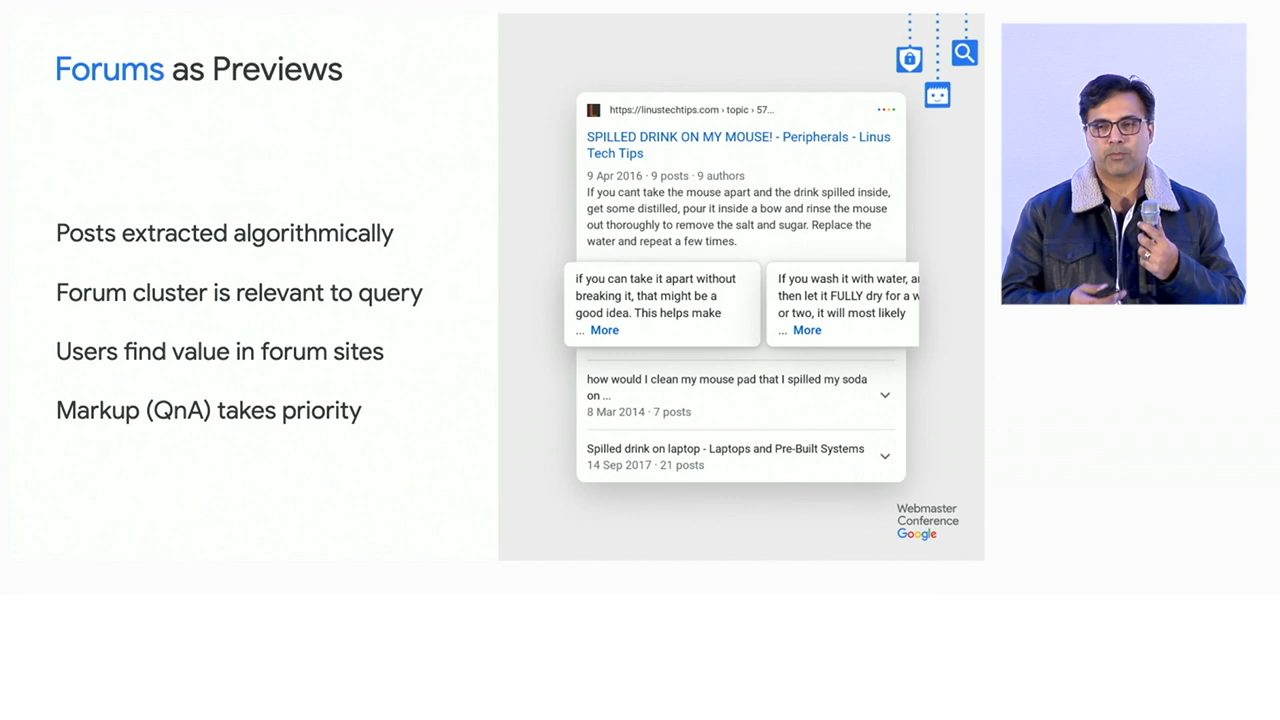 Forums as Previews
Posts extracted algorithmically
Forum cluster is relevant to query
Users find value in forum sites
Markup (QnA) takes priority
https://linustechtips.com › topic › 57...
SPILLED DRINK ON MY MOUSE! - Peripherals - Linus
Tech Tips
9 Apr 2016 · 9 posts · 9 authors
If you cant take the mouse apart and the drink spilled inside,
get some distilled, pour it inside a bow and rinse the mouse
out thoroughly to remove the salt and sugar. Replace the
water and repeat a few times.
if you can take it apart without
breaking it, that might be a
good idea. This helps make
... More
If you wash it with water, an
then let it FULLY dry for a w
or two, it will most likely
... More
how would I clean my mouse pad that I spilled my soda
on ...
8 Mar 2014 · 7 posts
Spilled drink on laptop - Laptops and Pre-Built Systems
14 Sep 2017 · 21 posts
Webmaster
Conference
Google